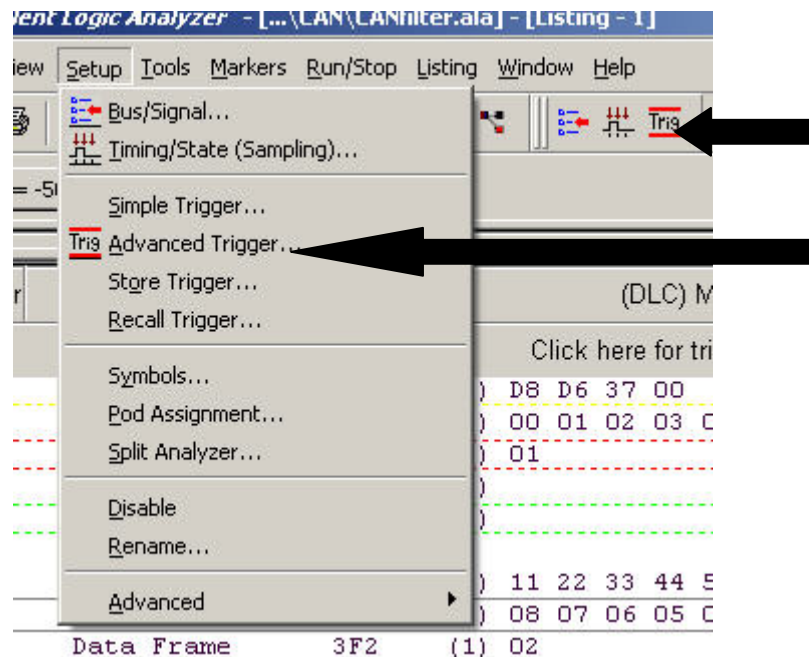 ent Logic Analyzer - [...\CAN\CANfilter.ala] - [Listing - 1]
iew Setup Tools Markers Run/Stop Listing Window Help
Bus/Signal...
Trig
Timing/State (Sampling)...
= -5
Simple Trigger...
Trig Advanced Trigger...
Store Trigger...
r (DLC) M
Recall Trigger...
Click here for tri
Symbols...
) D8 D6 37 00
Pod Assignment...
) 00 01 02 03
Split Analyzer...
) 01
)
Disable
)
Rename...
) 11 22 33 44 5
Advanced
) 08 07 06 05
Data Frame 3F2 (1) 02